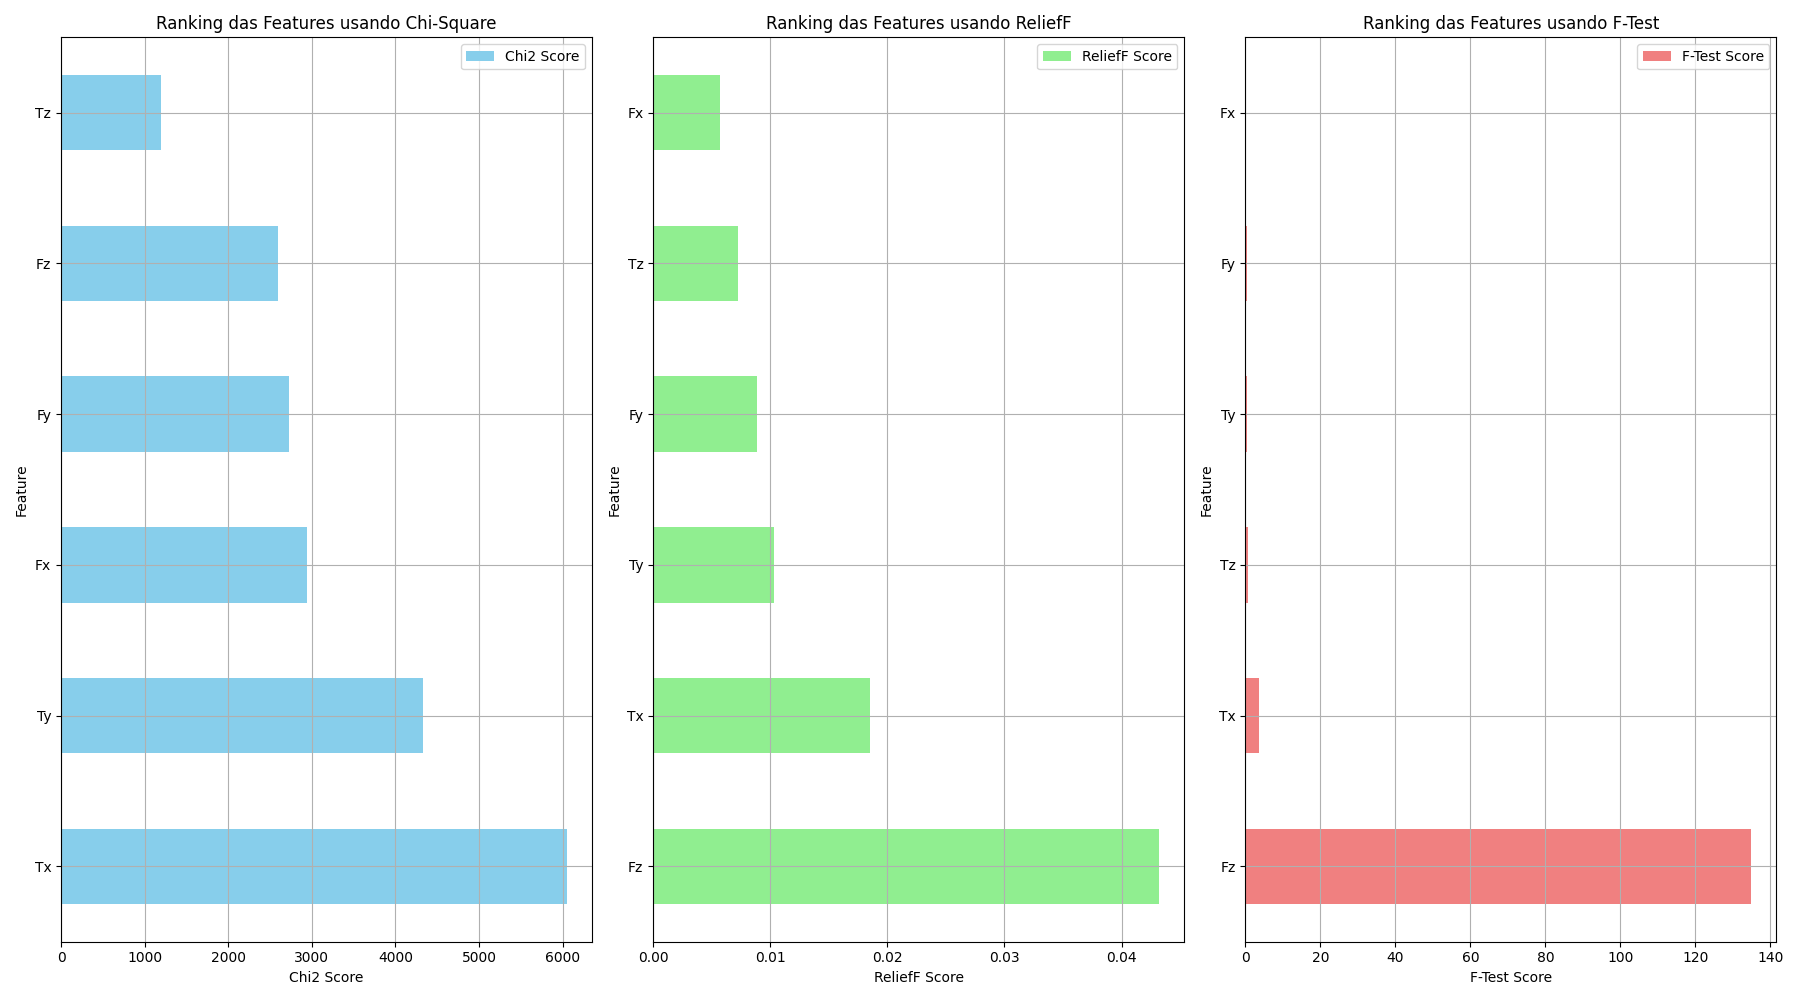 Ranking das Features usando Chi-Square
Chi2 Score
Tz
Fz
Fy
Fx
Ty
Tx
Feature
0 1000 2000 3000 4000 5000 6000
Chi2 Score
Ranking das Features usando ReliefF
ReliefF Score
Fx
Tz
Fy
Ty
Tx
Fz
Feature
0.00 0.01 0.02 0.03 0.04
ReliefF Score
Ranking das Features usando F-Test
F-Test Score
Fx
Fy
Ty
Tz
Tx
Fz
Feature
0 20 40 60 80 100 120 140
F-Test Score